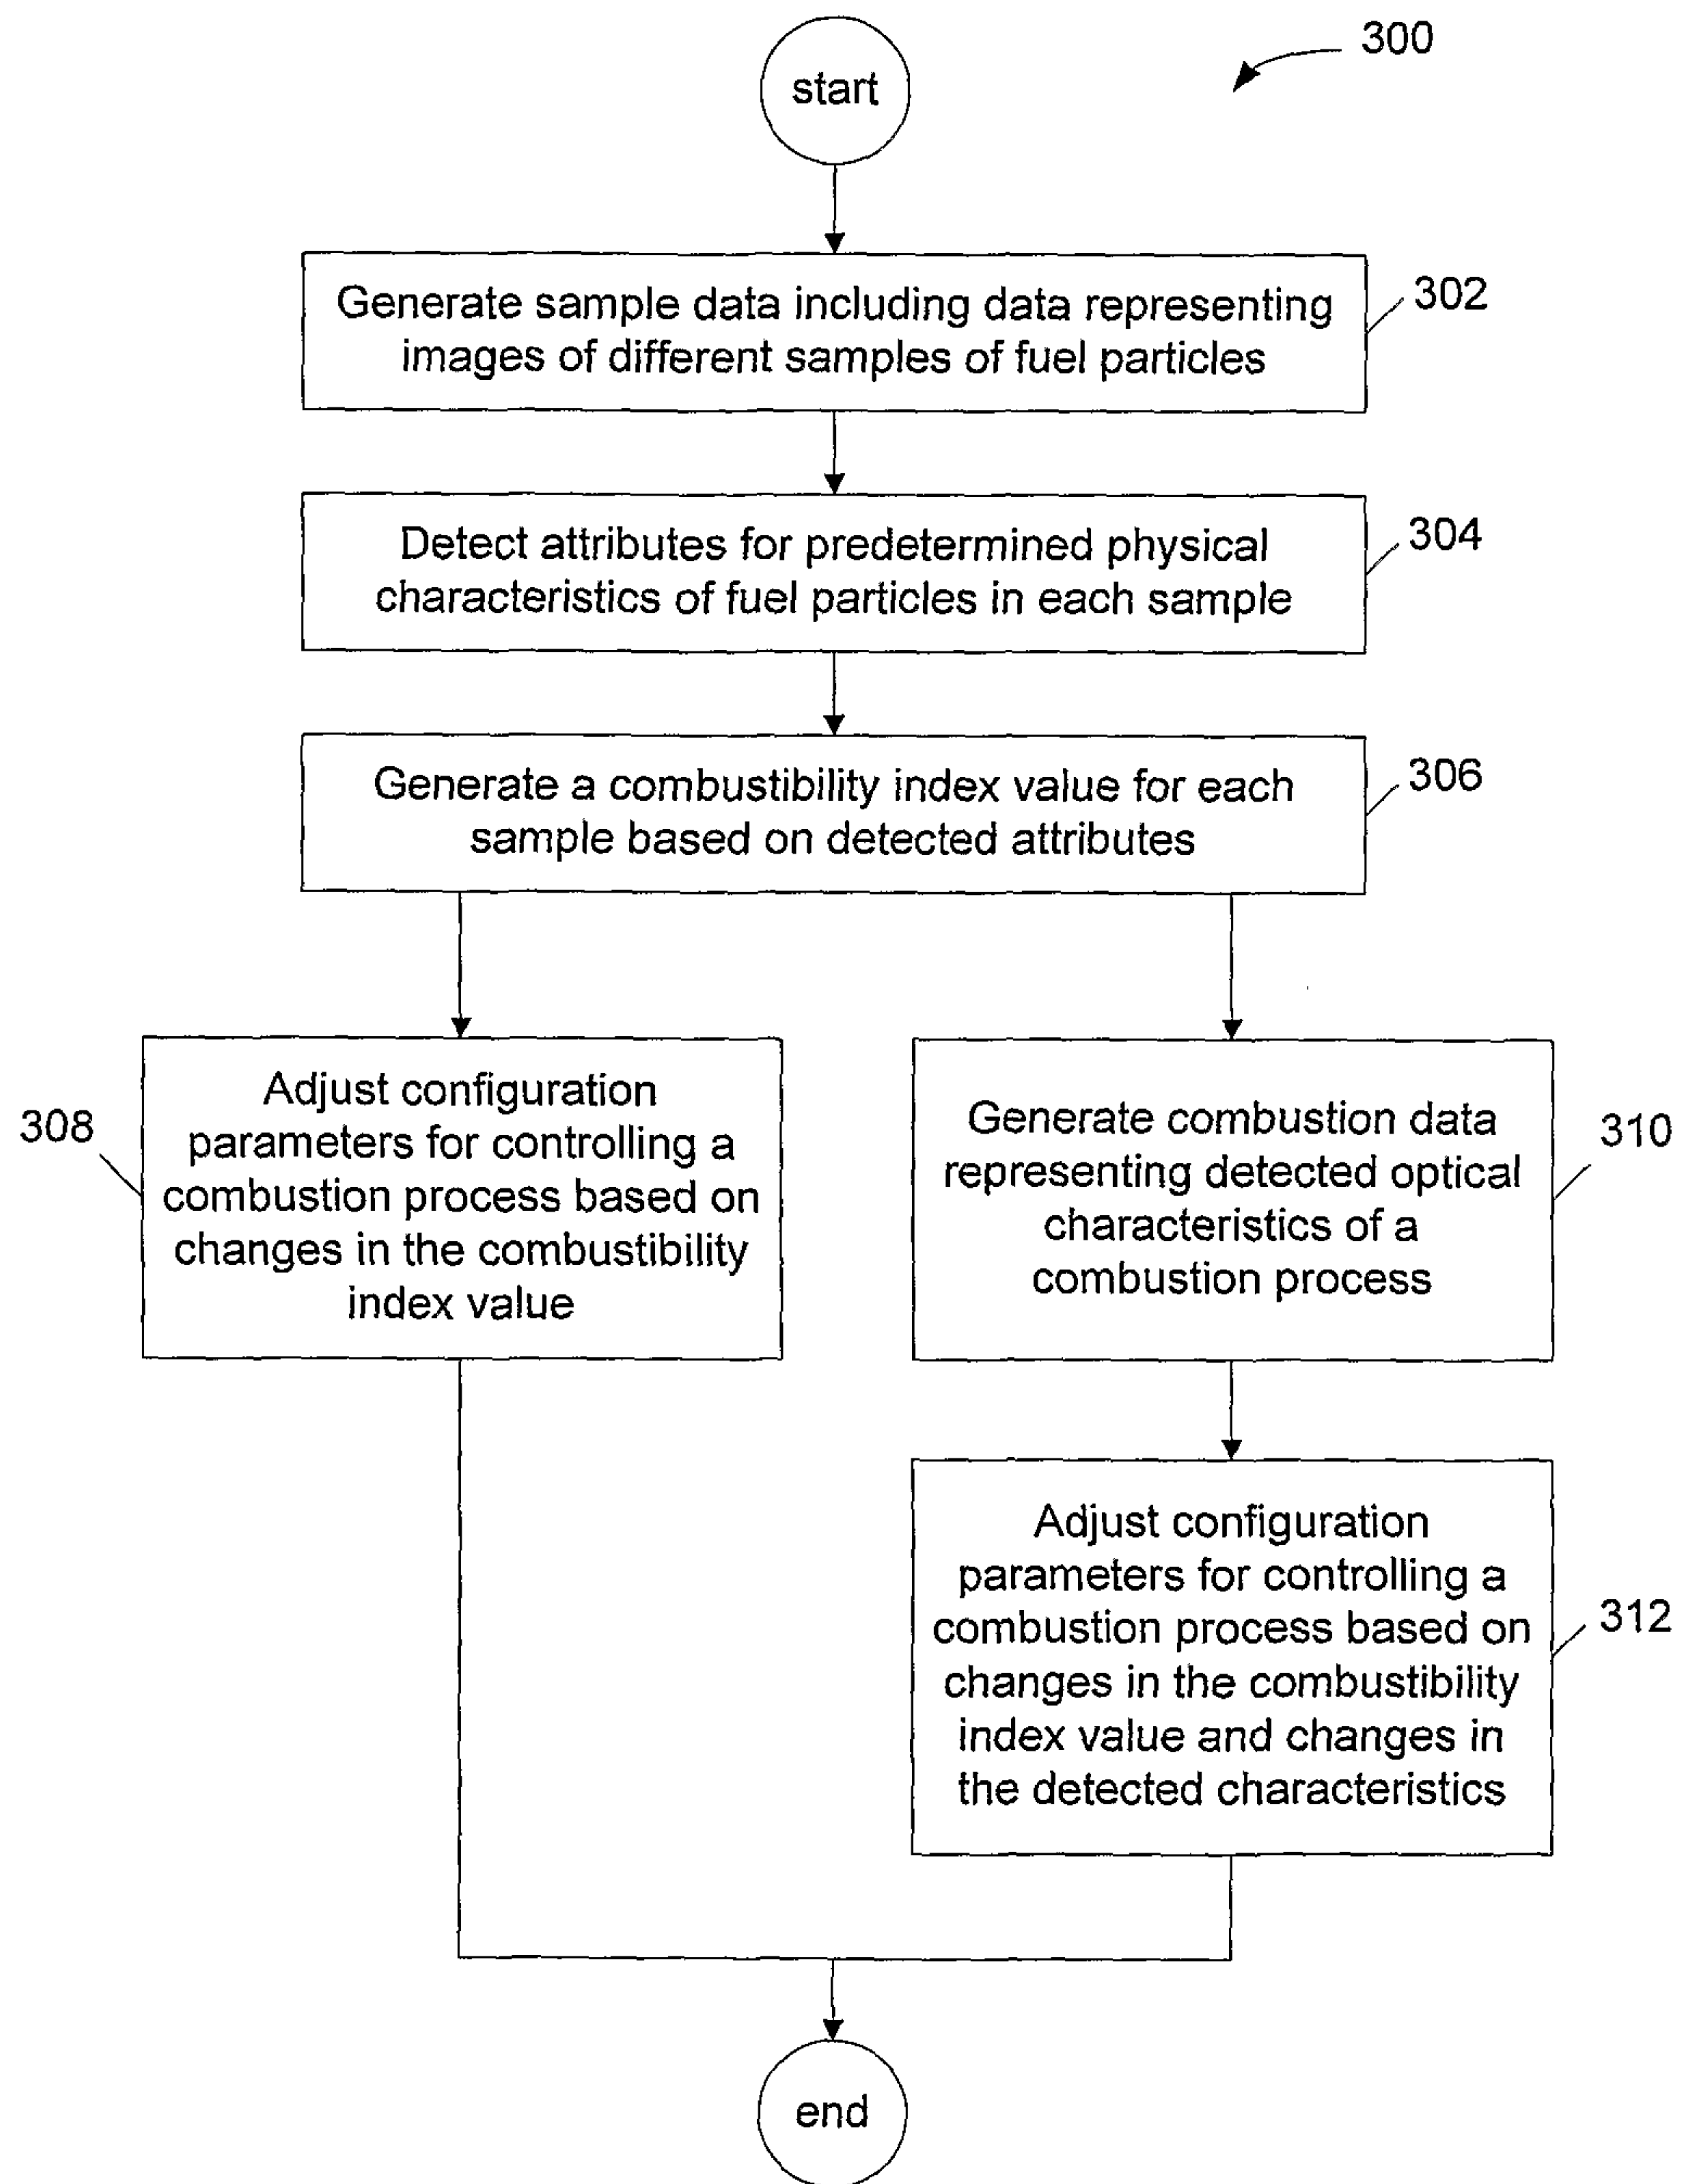 300
start
Generate sample data including data representing
images of different samples of fuel particles
302
Detect attributes for predetermined physical
characteristics of fuel particles in each sample
304
Generate a combustibility index value for each
sample based on detected attributes
306
308
Adjust configuration
parameters for controlling a
combustion process based on
changes in the combustibility
index value
Generate combustion data
representing detected optical
characteristics of a
combustion process
310
Adjust configuration
parameters for controlling a
combustion process based on
changes in the combustibility
index value and changes in
the detected characteristics
312
end